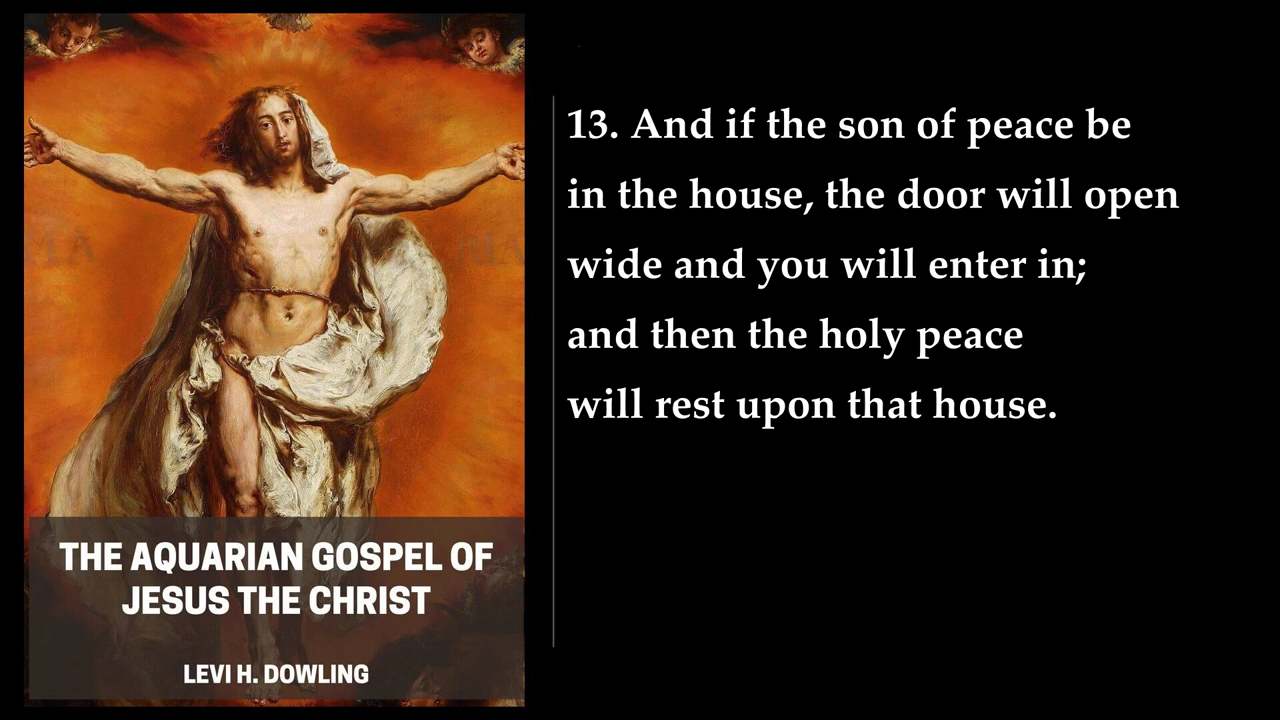 THE AQUARIAN GOSPEL OF
JESUS THE CHRIST
LEVI H. DOWLING
13. And if the son of peace be
in the house, the door will open
wide and you will enter in;
and then the holy peace
will rest upon that house.